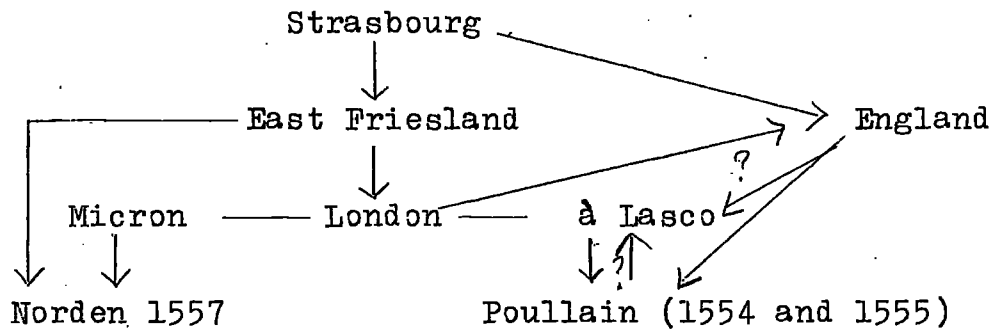 Strasbourg
East Friesland England
?
Micron London à Lasco
?
Norden 1557 Poullain (1554 and 1555)